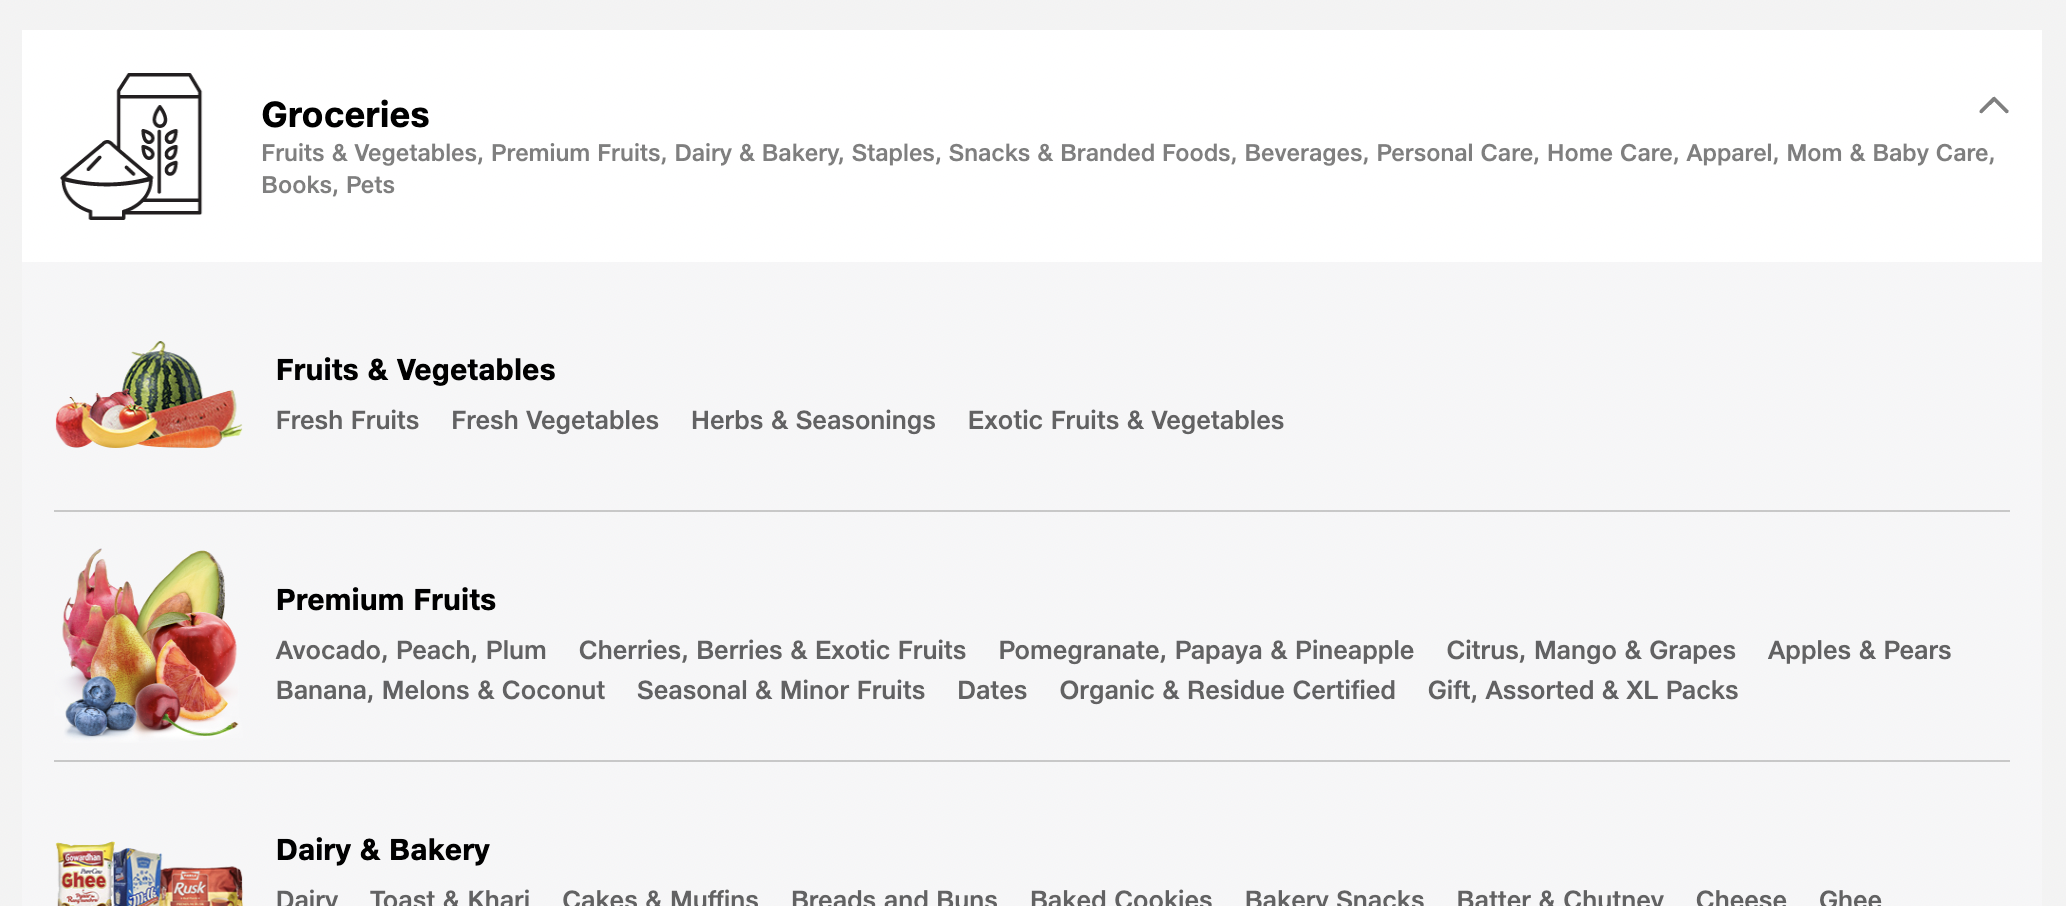 Groceries
Fruits & Vegetables, Premium Fruits, Dairy & Bakery, Staples, Snacks & Branded Foods, Beverages, Personal Care, Home Care, Apparel, Mom & Baby Care,
Books, Pets
Fruits & Vegetables
Fresh Fruits Fresh Vegetables Herbs & Seasonings Exotic Fruits & Vegetables
Premium Fruits
Avocado, Peach, Plum Cherries, Berries & Exotic Fruits Pomegranate, Papaya & Pineapple Citrus, Mango & Grapes Apples & Pears
Banana, Melons & Coconut Seasonal & Minor Fruits Dates Organic & Residue Certified Gift, Assorted & XL Packs
Dairy & Bakery
Dairy Toast & Khari Cakes & Muffins Breads and Buns Baked Cookies Bakery Snacks Batter & Chutney Cheese Ghee
Gowardhan
Ghee
Rusk